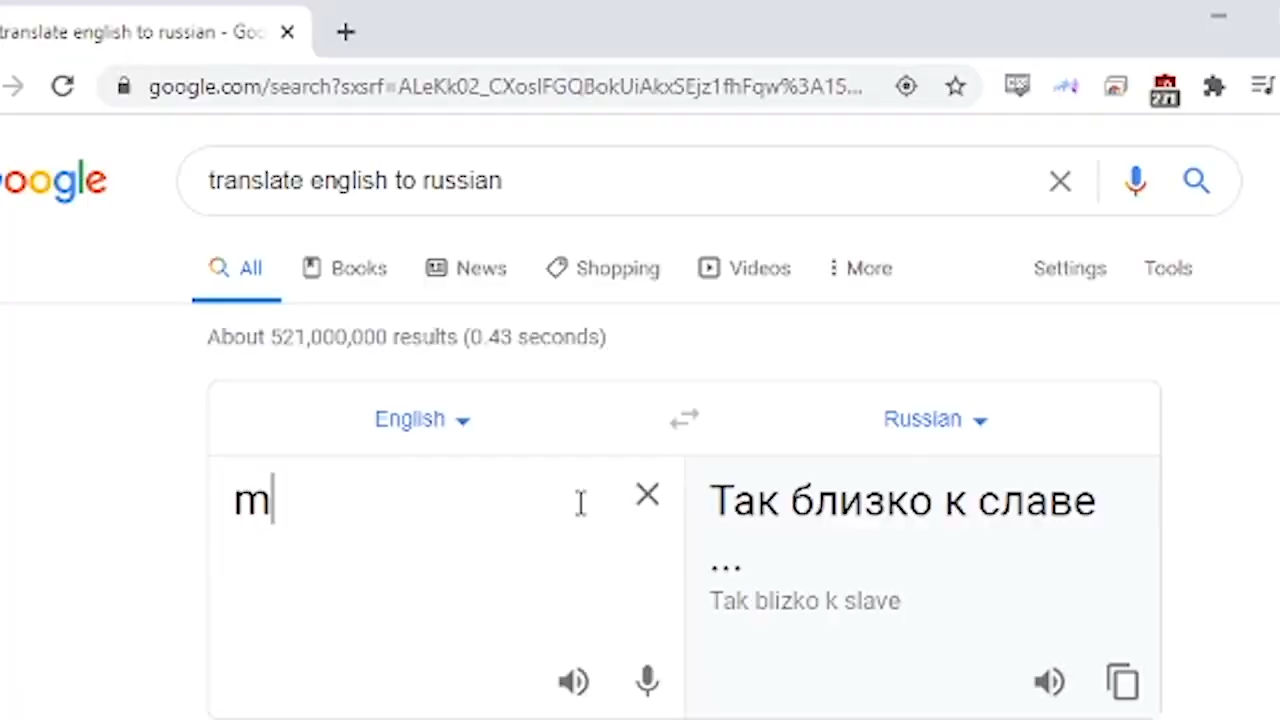 translate english to russian - Goo
google.com/search?sxsrf=ALeKk02_CXoslFGQBokUiAkxSEjz1fhFqw%3A15...
271
oogle
translate english to russian
All
Books
News
Shopping
Videos
More
Settings
Tools
About 521,000,000 results (0.43 seconds)
English
Russian
m
Так близко к славе
...
Tak blizko k slave